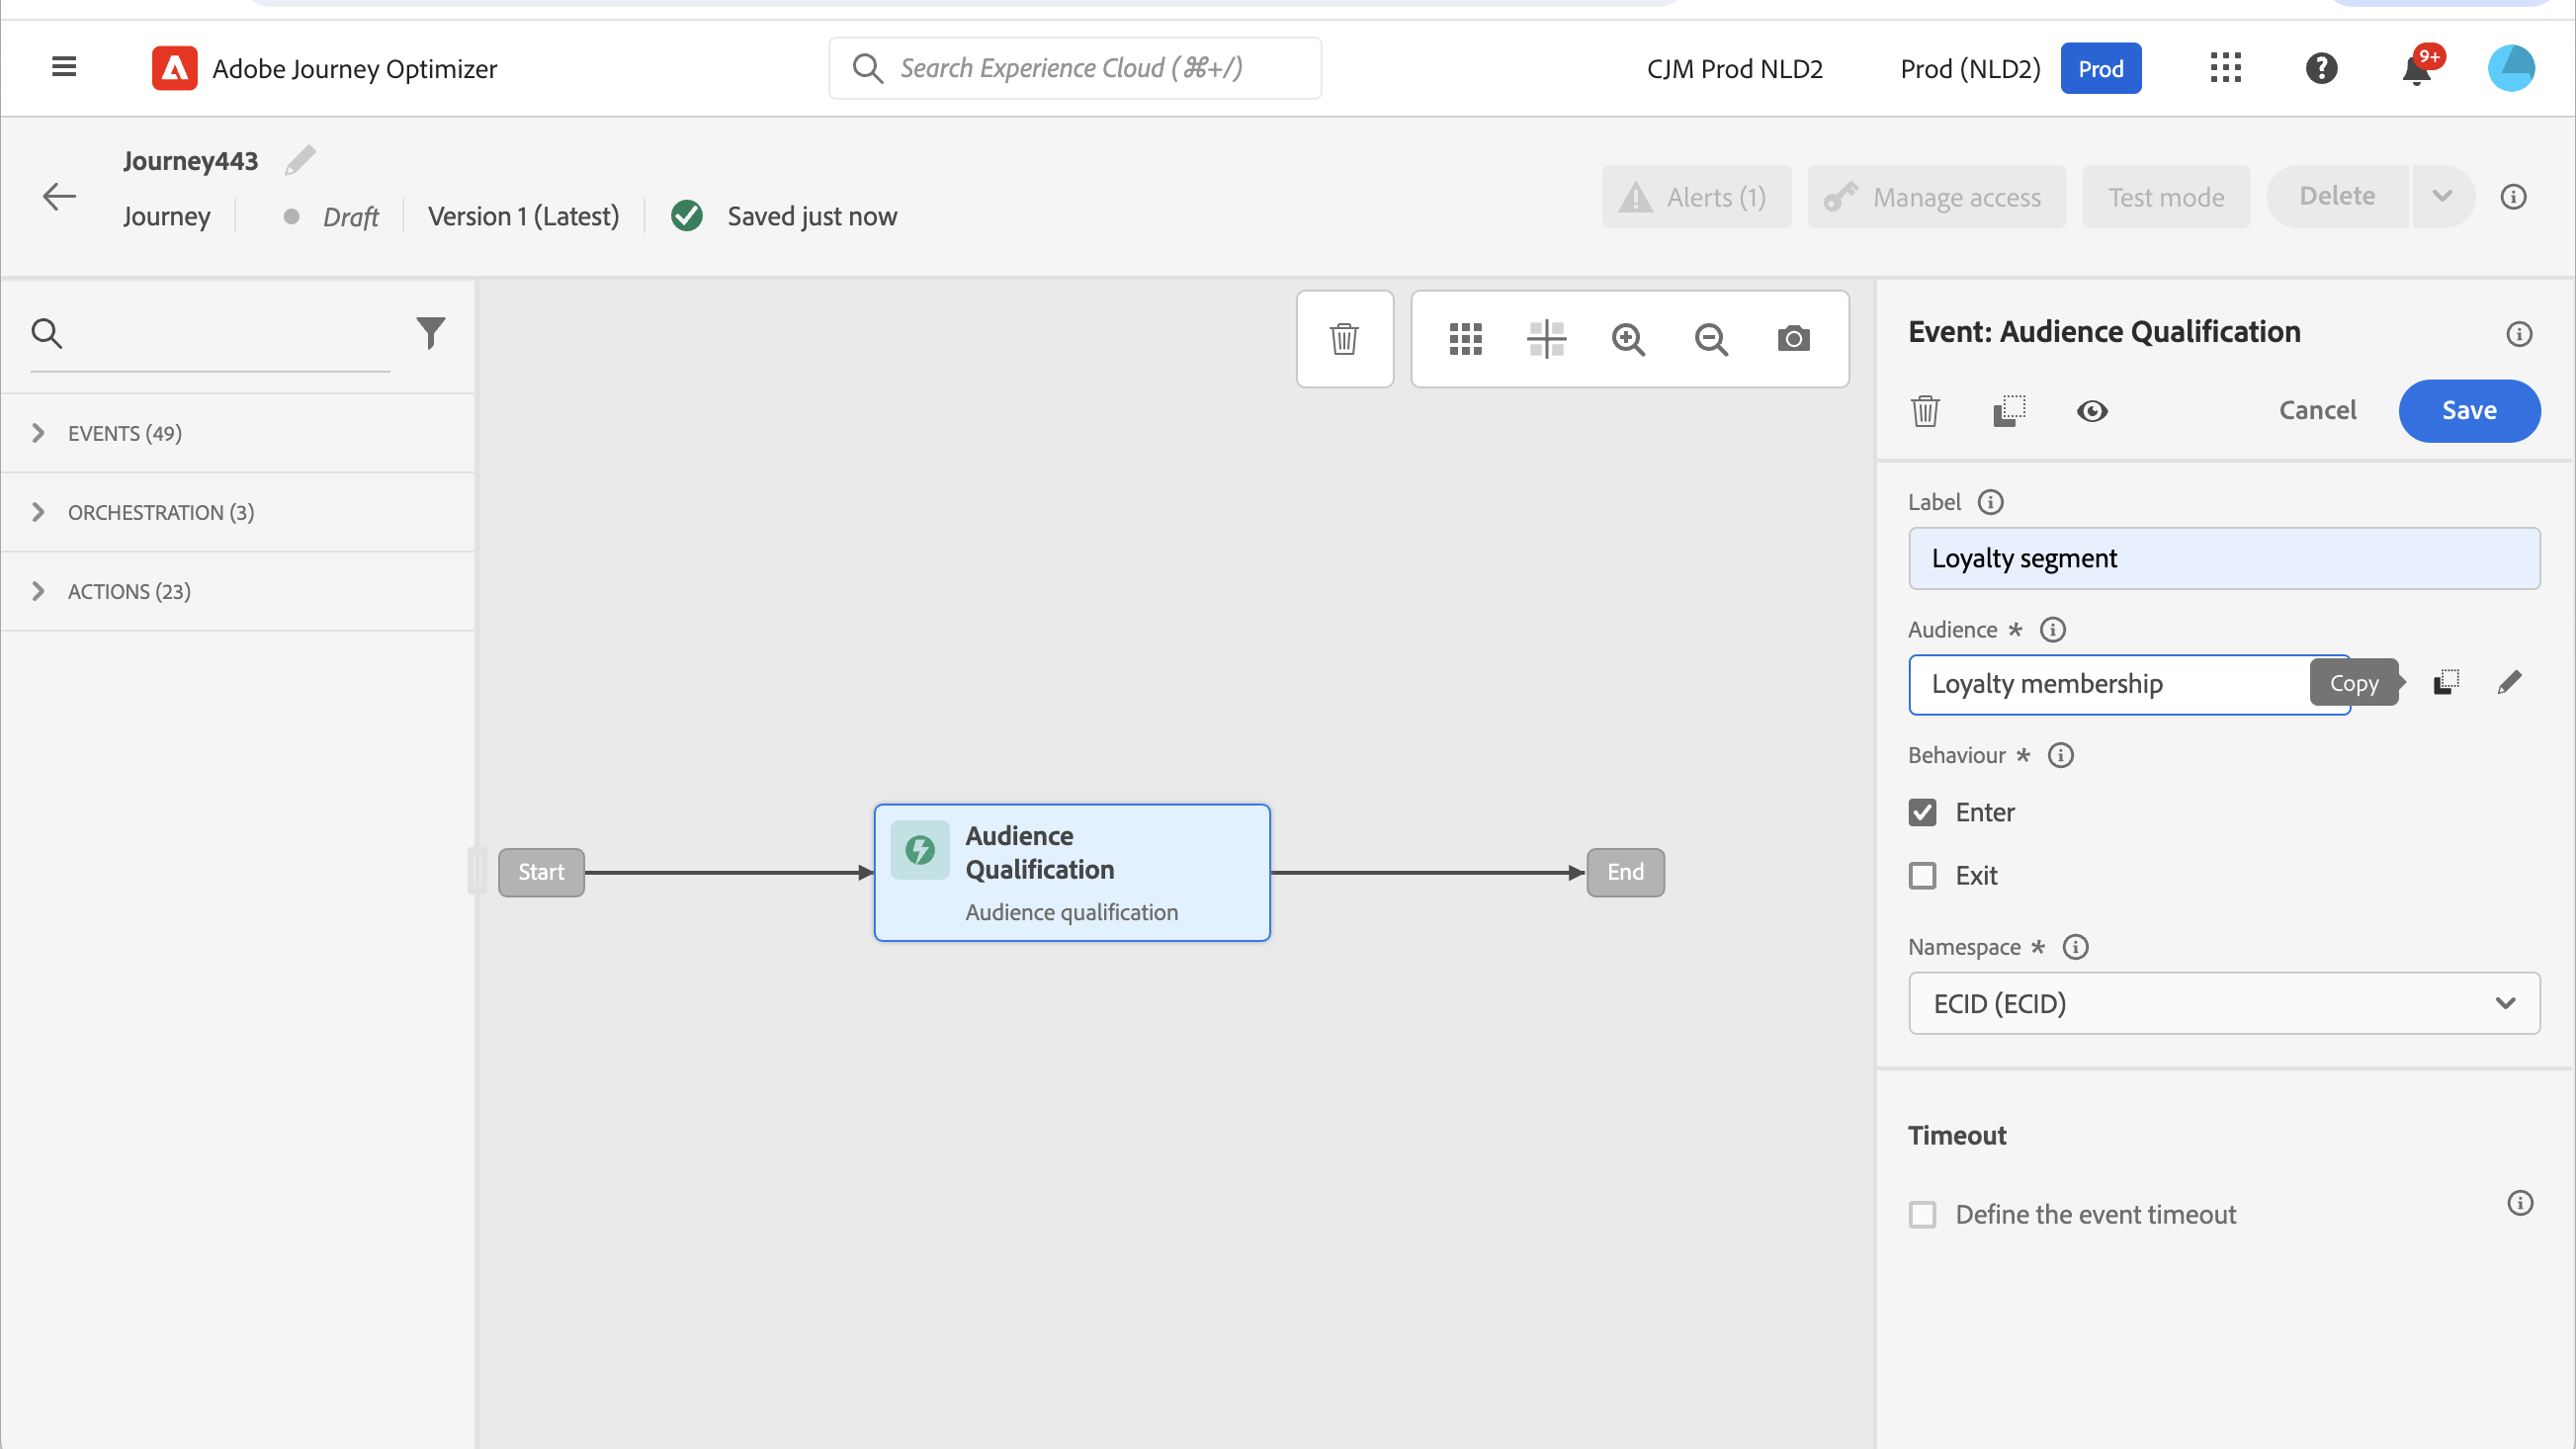 Adobe Journey Optimizer
Search Experience Cloud (⌘+/)
CJM Prod NLD2
Prod (NLD2)
Prod
9+
Journey443
Journey
Draft
Version 1 (Latest)
Saved just now
Alerts (1)
Manage access
Test mode
Delete
EVENTS (49)
ORCHESTRATION (3)
ACTIONS (23)
Start
Audience
Qualification
Audience qualification
End
Event: Audience Qualification
Cancel
Save
Label
Loyalty segment
Audience *
Loyalty membership
Copy
Behaviour *
Enter
Exit
Namespace *
ECID (ECID)
Timeout
Define the event timeout